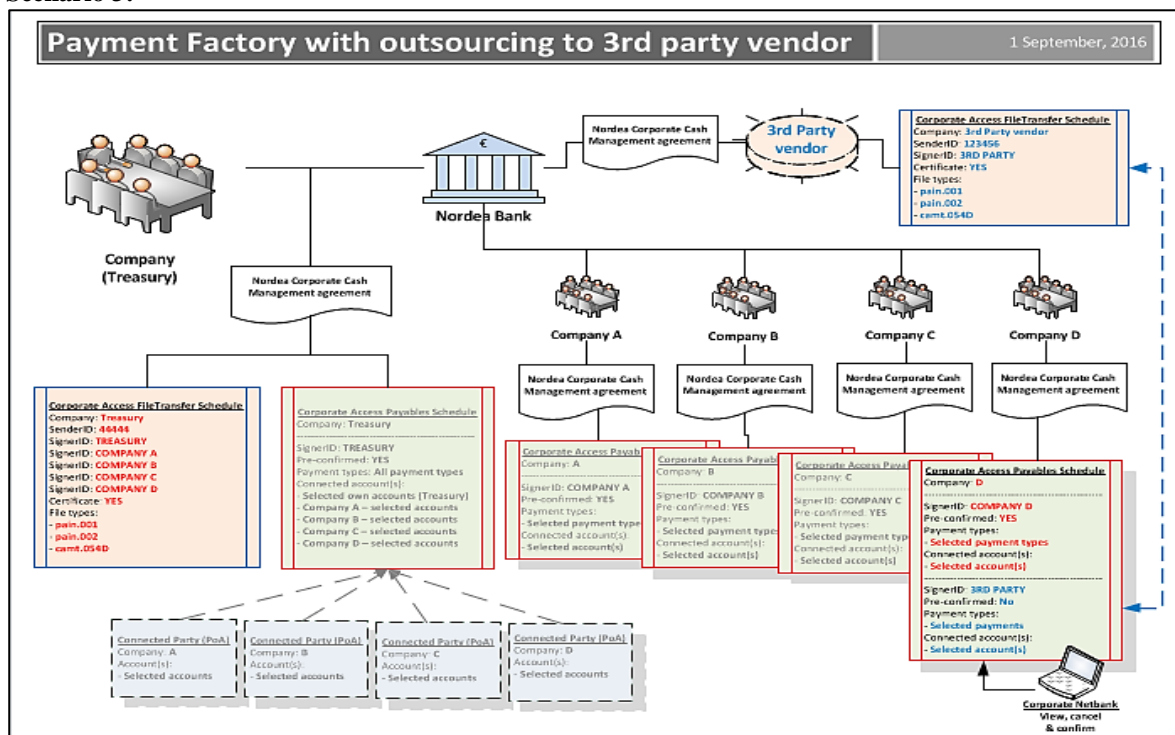 Payment Factory with outsourcing to 3rd party vendor
1 September, 2016
Company
(Treasury)
€
Nordea Bank
Nordea Corporate Cash
Management agreement
3rd Party
vendor
Corporate Access FileTransfer Schedule
Company: 3rd Party vendor
SenderID: 123456
SignerID: 3RD PARTY
Certificate: YES
File types:
- pain.001
- pain.002
- camt.054D
Nordea Corporate Cash
Management agreement
Company A
Company B
Company C
Company D
Nordea Corporate Cash
Management agreement
Nordea Corporate Cash
Management agreement
Nordea Corporate Cash
Management agreement
Nordea Corporate Cash
Management agreement
Corporate Access FileTransfer Schedule
Company: Treasury
SenderID: 44444
SignerID: TREASURY
SignerID: COMPANY A
SignerID: COMPANY B
SignerID: COMPANY C
SignerID: COMPANY D
Certificate: YES
File types:
- pain.001
- pain.002
- camt.054D
Corporate Access Payables Schedule
Company: Treasury
SignerID: TREASURY
Pre-confirmed: YES
Payment types: All payment types
Connected account(s):
- Selected own accounts (Treasury)
- Company A – selected accounts
- Company B – selected accounts
- Company C – selected accounts
- Company D – selected accounts
Corporate Access Payables
Company: A
SignerID: COMPANY A
Pre-confirmed: YES
Payment types:
- Selected payment type
Connected account(s):
- Selected account(s)
Corporate Access Payab
Company: B
SignerID: COMPANY B
Pre-confirmed: YES
Payment types:
- Selected payment typ
Connected account(s):
- Selected account(s)
Corporate Access Payab
Company: C
SignerID: COMPANY C
Pre-confirmed: YES
Payment types:
- Selected payment typ
Connected account(s):
- Selected account(s)
Corporate Access Payables Schedule
Company: D
SignerID: COMPANY D
Pre-confirmed: YES
Payment types:
- Selected payment types
Connected account(s):
- Selected account(s)
SignerID: 3RD PARTY
Pre-confirmed: No
Payment types:
- Selected payments
Connected account(s):
- Selected account(s)
Connected Party (PoA)
Company: A
Account(s):
- Selected accounts
Connected Party (PoA)
Company: B
Account(s):
- Selected accounts
Connected Party (PoA)
Company: C
Account(s):
- Selected accounts
Connected Party (PoA)
Company: D
Account(s):
- Selected accounts
Corporate Netbank
View, cancel
& confirm